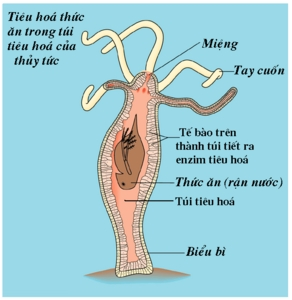 Tiêu hoá thức
ăn trong túi
tiêu hoá của
thủy tức
Miệng
Tay cuốn
Tế bào trên
thành túi tiết ra
enzim tiêu hoá
Thức ăn (rận nước)
Túi tiêu hoá
Biểu bì